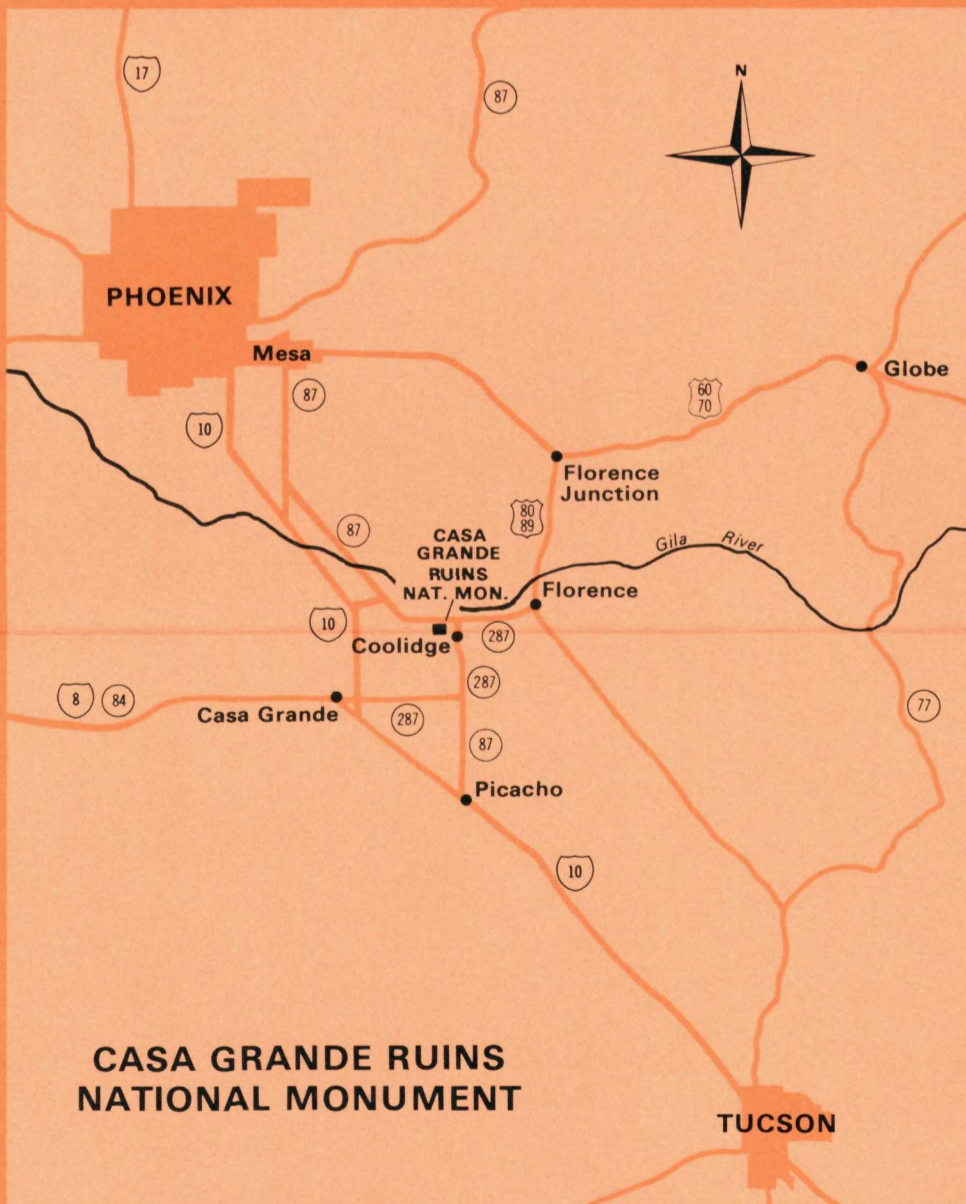 17
87
N
PHOENIX
Mesa
87
10
Globe
60
70
Florence
Junction
80
89
87
CASA
GRANDE
RUINS
NAT. MON.
Gila River
Florence
10
Coolidge
287
287
8
84
Casa Grande
287
87
77
Picacho
10
CASA GRANDE RUINS
NATIONAL MONUMENT
TUCSON